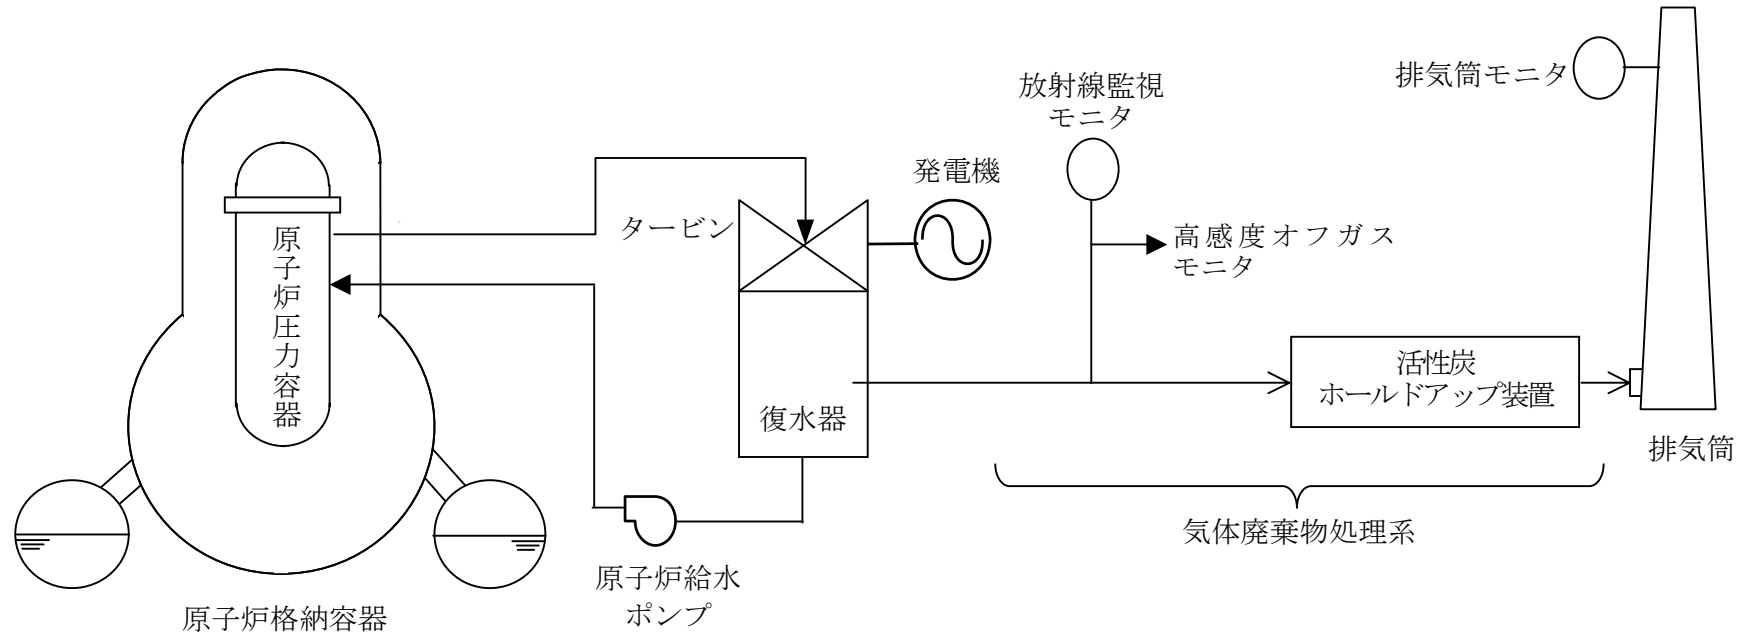 排気筒モニタ
放射線監視
モニタ
発電機
タービン
高感度オフガス
モニタ
原子炉圧力容器
活性炭
ホールドアップ装置
復水器
排気筒
気体廃棄物処理系
原子炉給水
ポンプ
原子炉格納容器